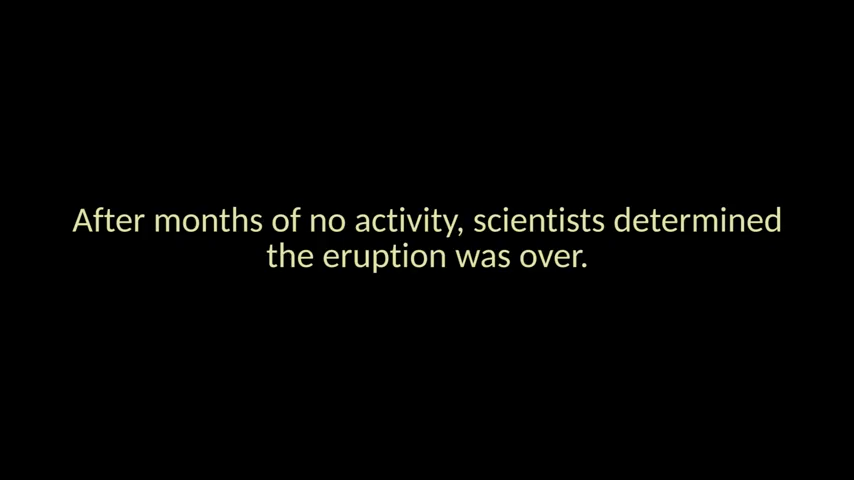 After months of no activity, scientists determined
the eruption was over.